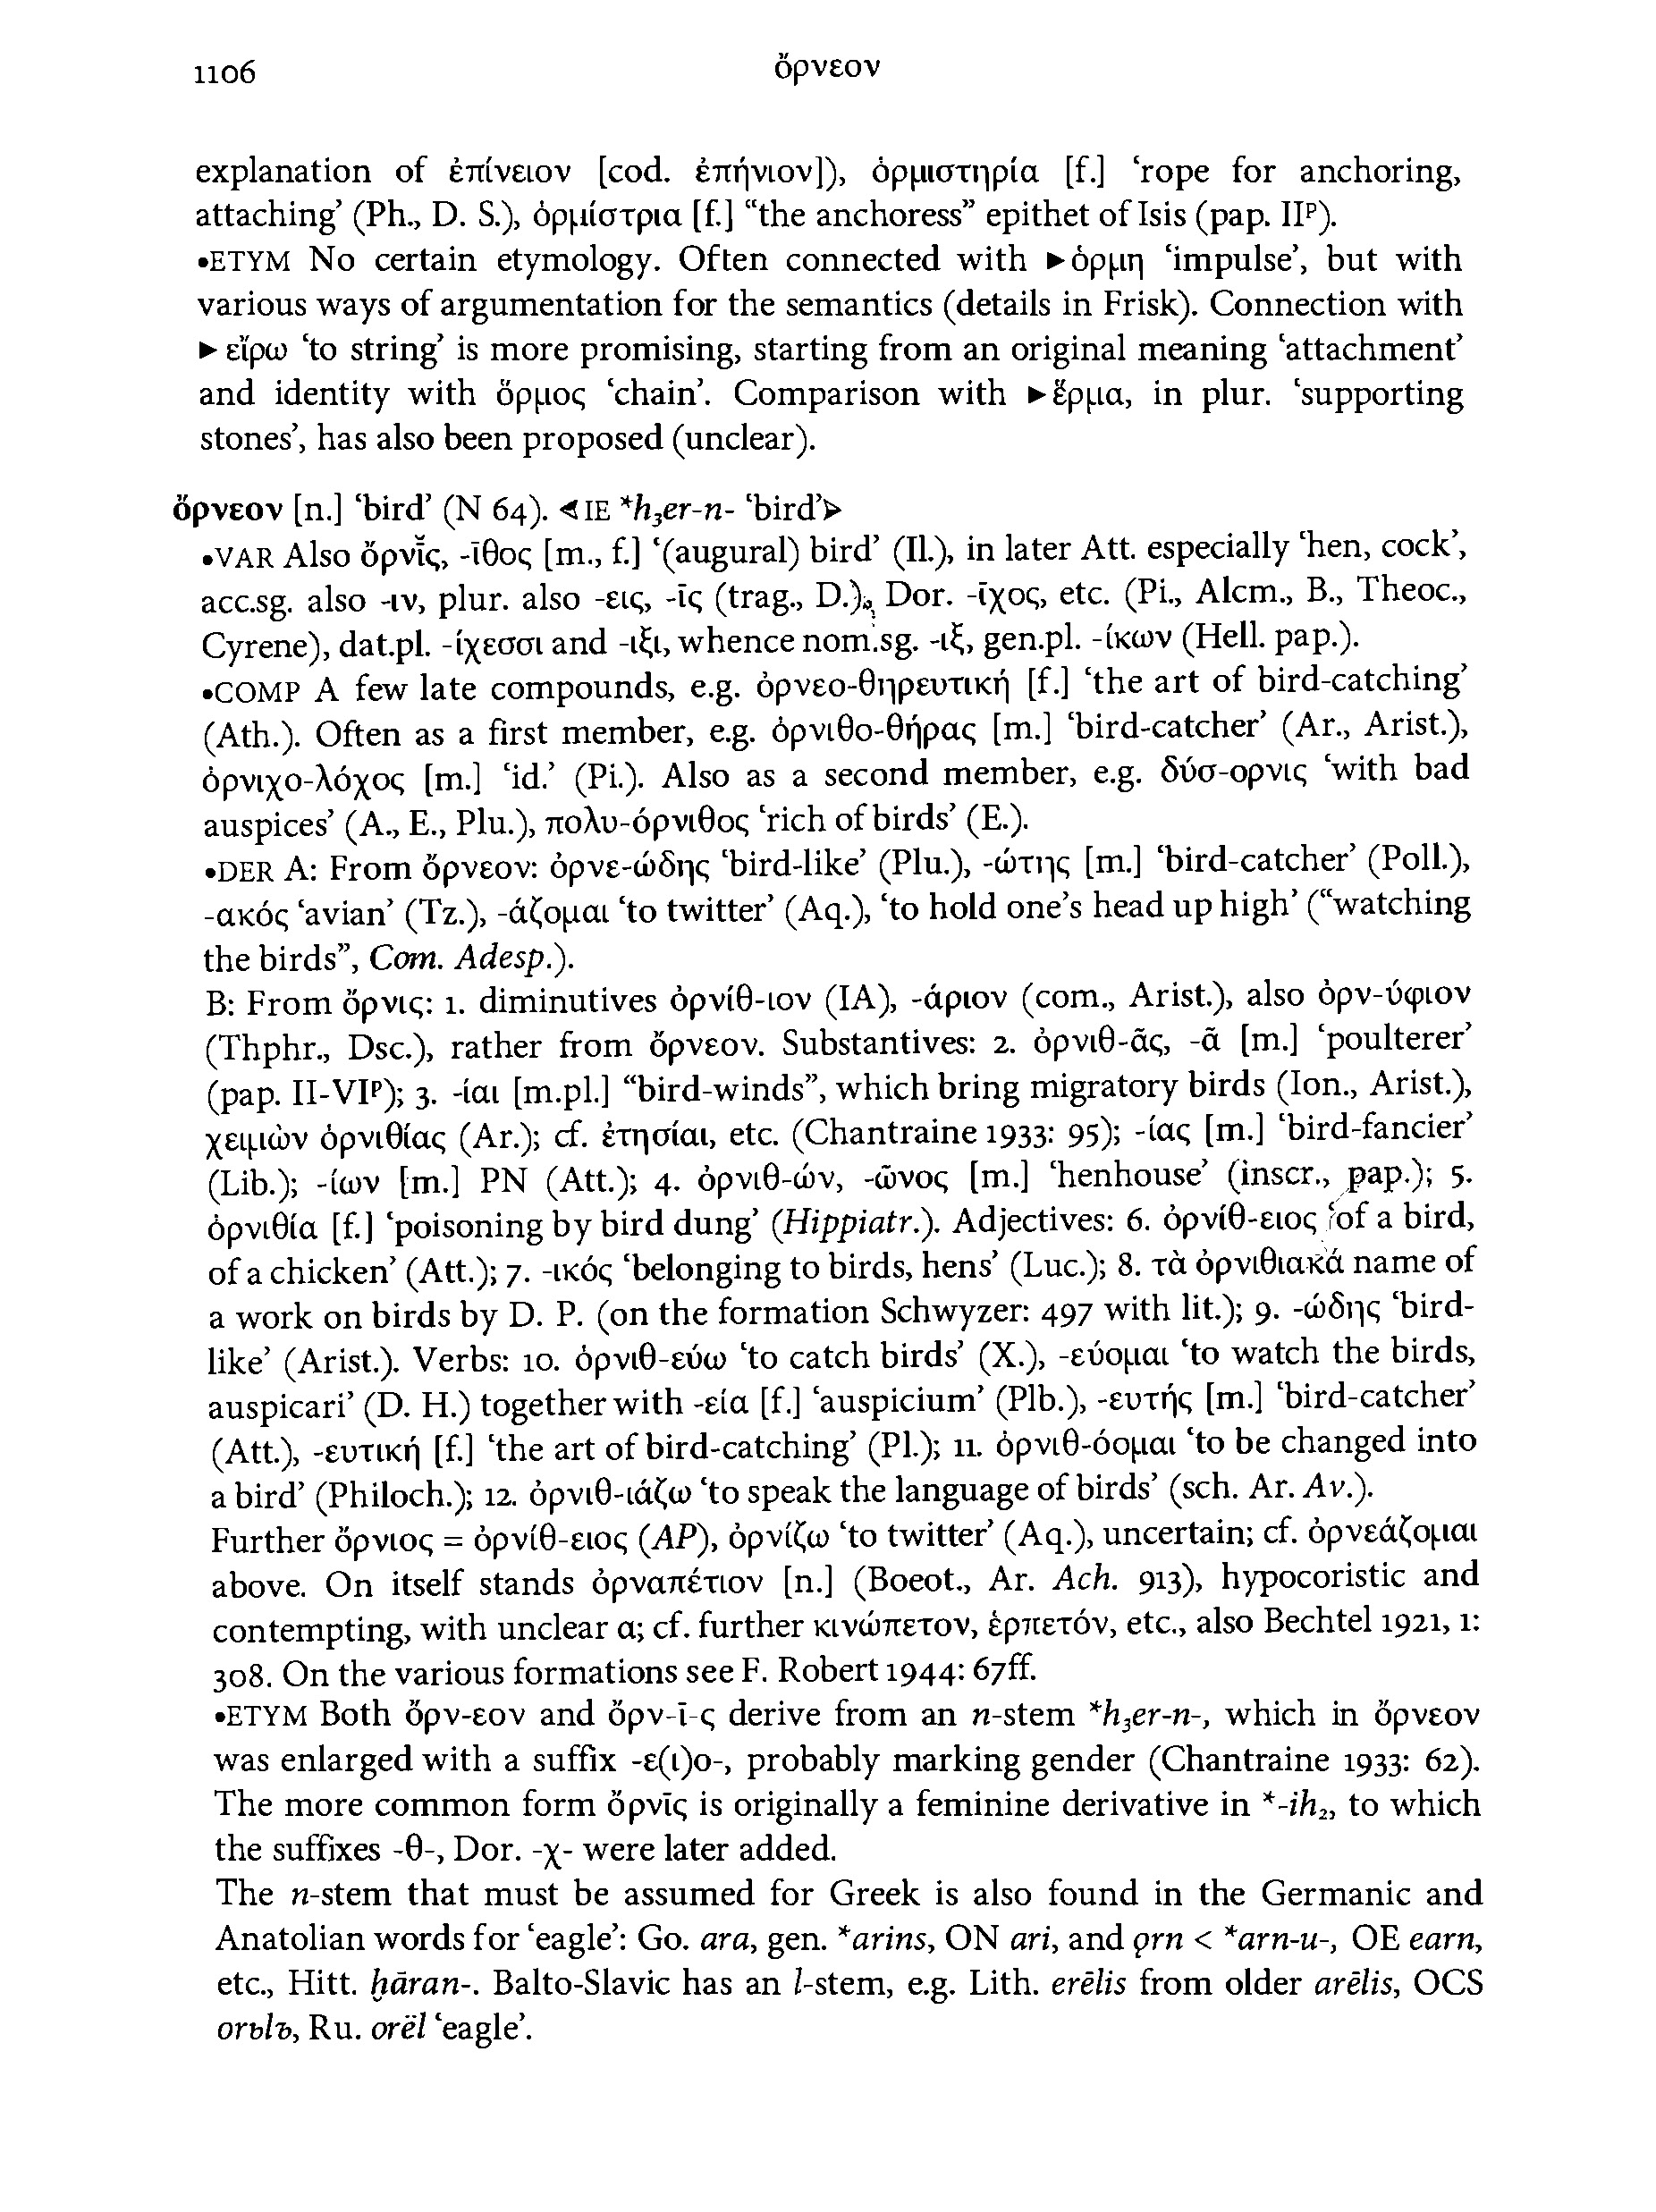 1106 ὄρνεον
explanation of ἐπίνειον [cod. ἐπήνιον]), ὁρμιστηρία [f.] ‘rope for anchoring,
attaching’ (Ph., D. S.), ὁρμίστρια [f.] “the anchoress” epithet of Isis (pap. IIᵖ).
•ETYM No certain etymology. Often connected with ►ὁρμη ‘impulse’, but with
various ways of argumentation for the semantics (details in Frisk). Connection with
►εἴρω ‘to string’ is more promising, starting from an original meaning ‘attachment’
and identity with ὅρμος ‘chain’. Comparison with ►ἕρμα, in plur. ‘supporting
stones’, has also been proposed (unclear).
ὄρνεον [n.] ‘bird’ (N 64). ⋖IE *h₃er-n- ‘bird’⋗
•VAR Also ὄρνῑ̆ς, -ῑθος [m., f.] ‘(augural) bird’ (Il.), in later Att. especially ‘hen, cock’,
acc.sg. also -ιν, plur. also -εις, -ῑς (trag., D.), Dor. -ῑχος, etc. (Pi., Alcm., B., Theoc.,
Cyrene), dat.pl. -ίχεσσι and -ιξι, whence nom.sg. -ιξ, gen.pl. -ίκων (Hell. pap.).
•COMP A few late compounds, e.g. ὀρνεο-θηρευτική [f.] ‘the art of bird-catching’
(Ath.). Often as a first member, e.g. ὀρνιθο-θήρας [m.] ‘bird-catcher’ (Ar., Arist.),
ὀρνιχο-λόχος [m.] ‘id.’ (Pi.). Also as a second member, e.g. δύσ-ορνις ‘with bad
auspices’ (A., E., Plu.), πολυ-όρνιθος ‘rich of birds’ (E.).
•DER A: From ὄρνεον: ὀρνε-ώδης ‘bird-like’ (Plu.), -ώτης [m.] ‘bird-catcher’ (Poll.),
-ακός ‘avian’ (Tz.), -άζομαι ‘to twitter’ (Aq.), ‘to hold one’s head up high’ (“watching
the birds”, Com. Adesp.).
B: From ὄρνις: 1. diminutives ὀρνίθ-ιον (IA), -άριον (com., Arist.), also ὀρν-ύφιον
(Thphr., Dsc.), rather from ὄρνεον. Substantives: 2. ὀρνιθ-ᾶς, -ᾶ [m.] ‘poulterer’
(pap. II-VIᵖ); 3. -ίαι [m.pl.] “bird-winds”, which bring migratory birds (Ion., Arist.),
χειμὼν ὀρνιθίας (Ar.); cf. ἐτησίαι, etc. (Chantraine 1933: 95); -ίας [m.] ‘bird-fancier’
(Lib.); -ίων [m.] PN (Att.); 4. ὀρνιθ-ών, -ῶνος [m.] ‘henhouse’ (inscr., pap.); 5.
ὀρνιθία [f.] ‘poisoning by bird dung’ (Hippiatr.). Adjectives: 6. ὀρνίθ-ειος ‘of a bird,
of a chicken’ (Att.); 7. -ικός ‘belonging to birds, hens’ (Luc.); 8. τὰ ὀρνιθιακά name of
a work on birds by D. P. (on the formation Schwyzer: 497 with lit.); 9. -ώδης ‘bird-
like’ (Arist.). Verbs: 10. ὀρνιθ-εύω ‘to catch birds’ (X.), -εύομαι ‘to watch the birds,
auspicari’ (D. H.) together with -εία [f.] ‘auspicium’ (Plb.), -ευτής [m.] ‘bird-catcher’
(Att.), -ευτική [f.] ‘the art of bird-catching’ (Pl.); 11. ὀρνιθ-όομαι ‘to be changed into
a bird’ (Philoch.); 12. ὀρνιθ-ιάζω ‘to speak the language of birds’ (sch. Ar. Av.).
Further ὄρνιος = ὀρνίθ-ειος (AP), ὀρνίζω ‘to twitter’ (Aq.), uncertain; cf. ὀρνεάζομαι
above. On itself stands ὀρναπέτιον [n.] (Boeot., Ar. Ach. 913), hypocoristic and
contempting, with unclear α; cf. further κινώπετον, ἑρπετόν, etc., also Bechtel 1921, 1:
308. On the various formations see F. Robert 1944: 67ff.
•ETYM Both ὄρν-εον and ὄρν-ῑ-ς derive from an n-stem *h₃er-n-, which in ὄρνεον
was enlarged with a suffix -ε(ι)ο-, probably marking gender (Chantraine 1933: 62).
The more common form ὄρνῑς is originally a feminine derivative in *-ih₂, to which
the suffixes -θ-, Dor. -χ- were later added.
The n-stem that must be assumed for Greek is also found in the Germanic and
Anatolian words for ‘eagle’: Go. ara, gen. *arins, ON ari, and ǫrn < *arn-u-, OE earn,
etc., Hitt. ḫāran-. Balto-Slavic has an l-stem, e.g. Lith. erẽlis from older arẽlis, OCS
orьlъ, Ru. orël ‘eagle’.